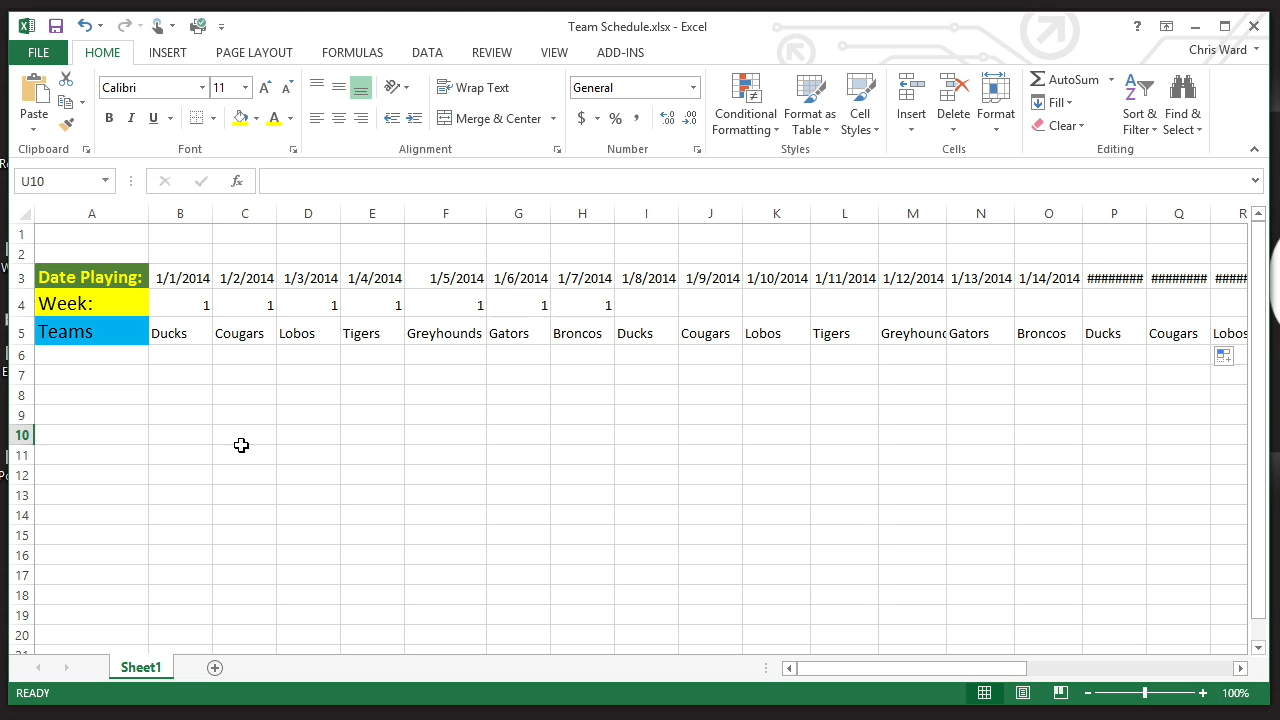 Team Schedule.xlsx - Excel
?
Chris Ward
FILE HOME INSERT PAGE LAYOUT FORMULAS DATA REVIEW VIEW ADD-INS
Calibri 11 Wrap Text General AutoSum
Fill
Paste B I U Merge & Center $ % , Conditional Formatting Format as Table Cell Styles Insert Delete Format Clear Sort & Filter Find & Select
Clipboard Font Alignment Number Styles Cells Editing
U10 fx
A B C D E F G H I J K L M N O P Q R
1
2
3 Date Playing: 1/1/2014 1/2/2014 1/3/2014 1/4/2014 1/5/2014 1/6/2014 1/7/2014 1/8/2014 1/9/2014 1/10/2014 1/11/2014 1/12/2014 1/13/2014 1/14/2014 ######## ######## #####
4 Week: 1 1 1 1 1 1 1
5 Teams Ducks Cougars Lobos Tigers Greyhounds Gators Broncos Ducks Cougars Lobos Tigers Greyhound Gators Broncos Ducks Cougars Lobos
6
7
8
9
10
11
12
13
14
15
16
17
18
19
20
Sheet1
READY 100%